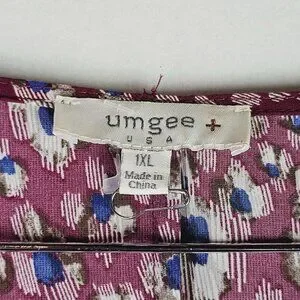 umgee +
USA
1XL
Made in
China